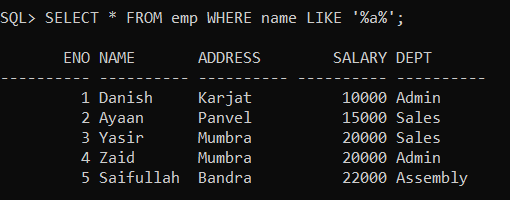 SQL> SELECT * FROM emp WHERE name LIKE '%a%';
ENO NAME ADDRESS SALARY DEPT
---------- ---------- ---------- ---------- ----------
1 Danish Karjat 10000 Admin
2 Ayaan Panvel 15000 Sales
3 Yasir Mumbra 20000 Sales
4 Zaid Mumbra 20000 Admin
5 Saifullah Bandra 22000 Assembly